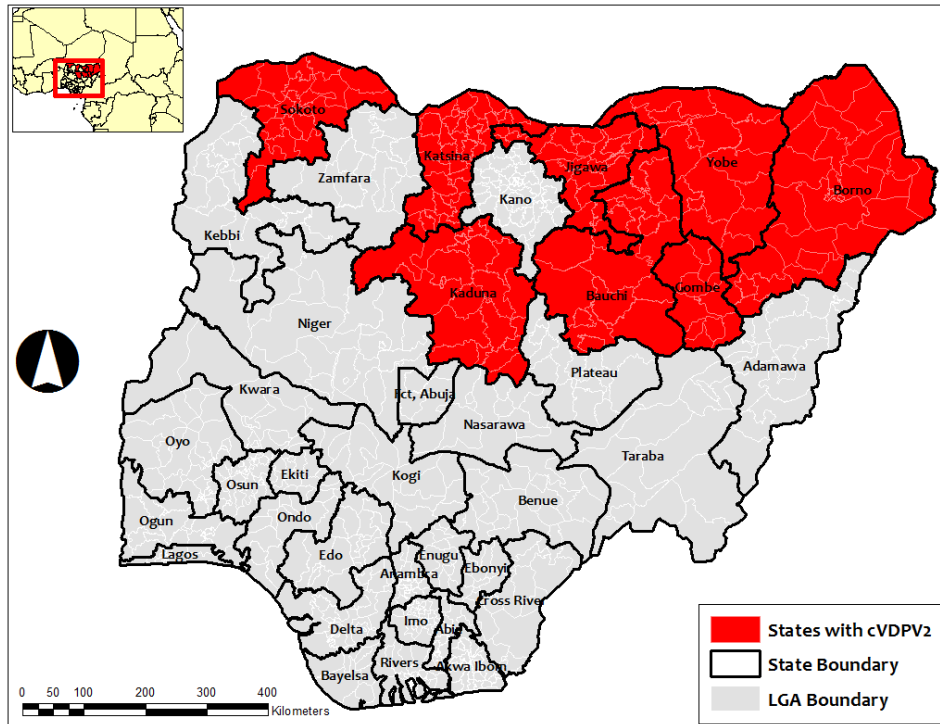 Sokoto
Katsina
Jigawa
Yobe
Borno
Zamfara
Kano
Kebbi
Kaduna
Bauchi
Gombe
Niger
Plateau
Adamawa
Kwara
Fct, Abuja
Nasarawa
Oyo
Taraba
Osun
Ekiti
Kogi
Benue
Ogun
Ondo
Lagos
Edo
Enugu
Anambra
Ebonyi
Cross River
Imo
Abia
Delta
Rivers
Akwa Ibom
Bayelsa
States with cVDPV2
State Boundary
LGA Boundary
0 50 100 200 300 400
Kilometers